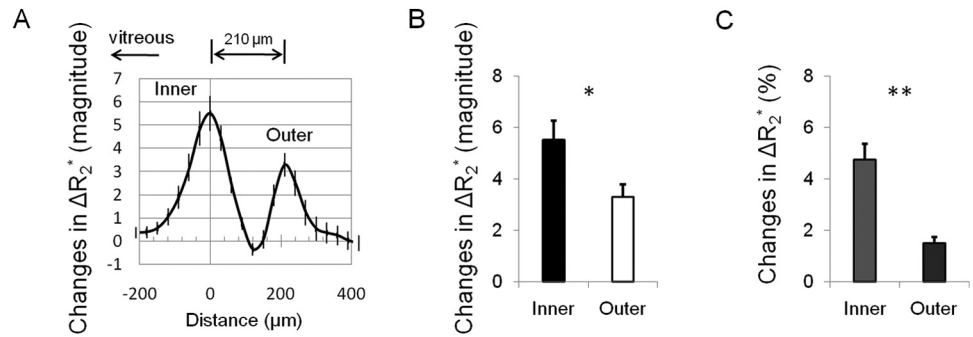 A
vitreous
210 µm
Changes in ΔR2* (magnitude)
7
6
5
4
3
2
1
0
-1
Inner
Outer
-200
0
200
400
Distance (µm)
B
Changes in ΔR2* (magnitude)
8
6
4
2
0
*
Inner
Outer
C
Changes in ΔR2* (%)
8
6
4
2
0
**
Inner
Outer